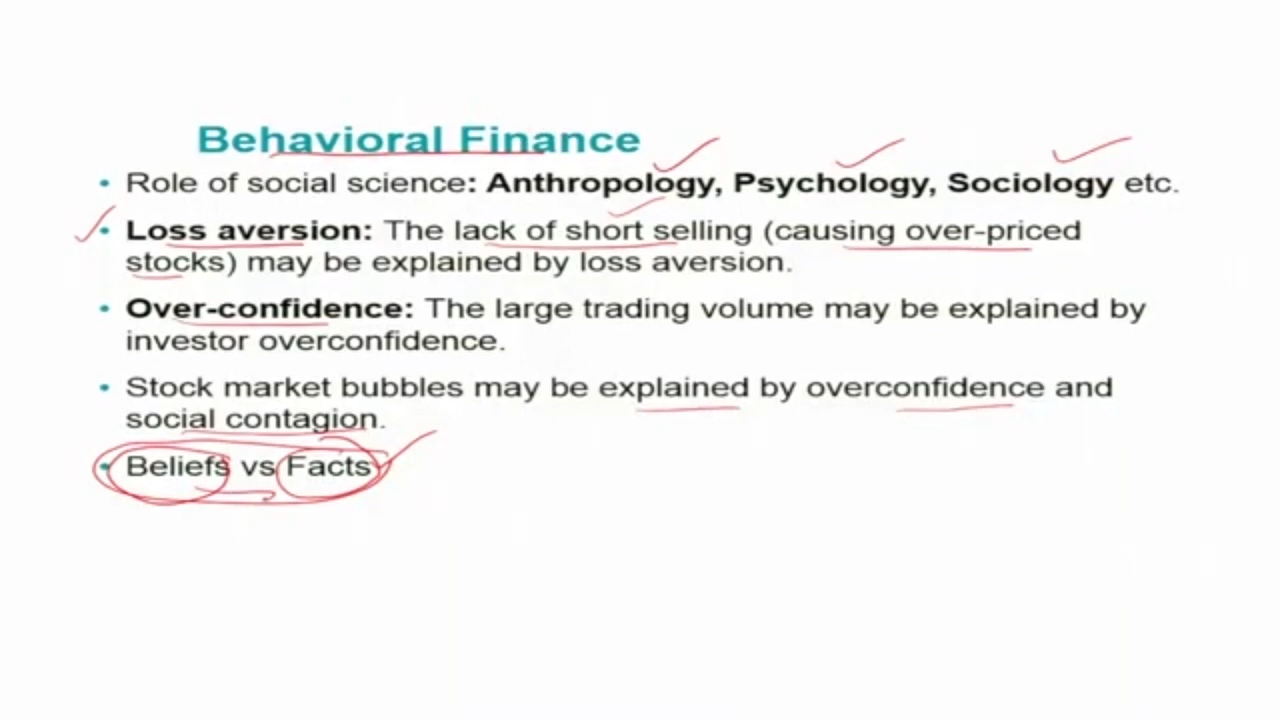 Behavioral Finance
• Role of social science: Anthropology, Psychology, Sociology etc.
• Loss aversion: The lack of short selling (causing over-priced
stocks) may be explained by loss aversion.
• Over-confidence: The large trading volume may be explained by
investor overconfidence.
• Stock market bubbles may be explained by overconfidence and
social contagion.
• Beliefs vs Facts